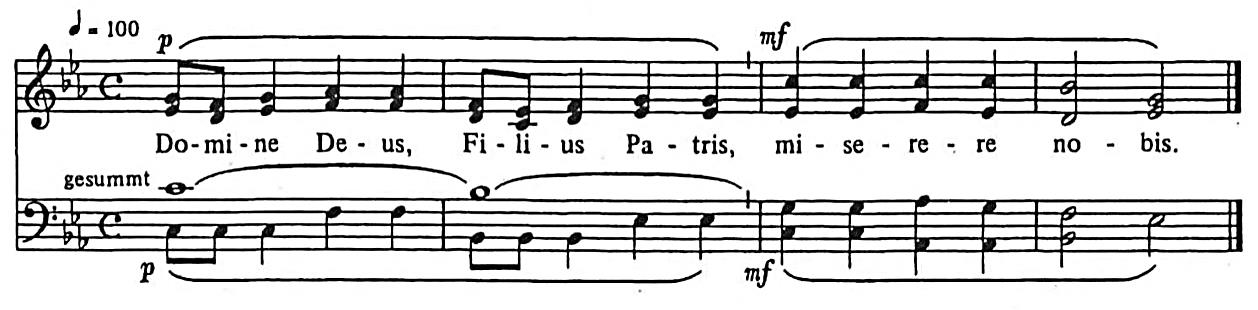 ♩ = 100
p mf
Do - mi - ne De - us, Fi - li - us Pa - tris, mi - se - re - re no - bis.
gesummt
p mf